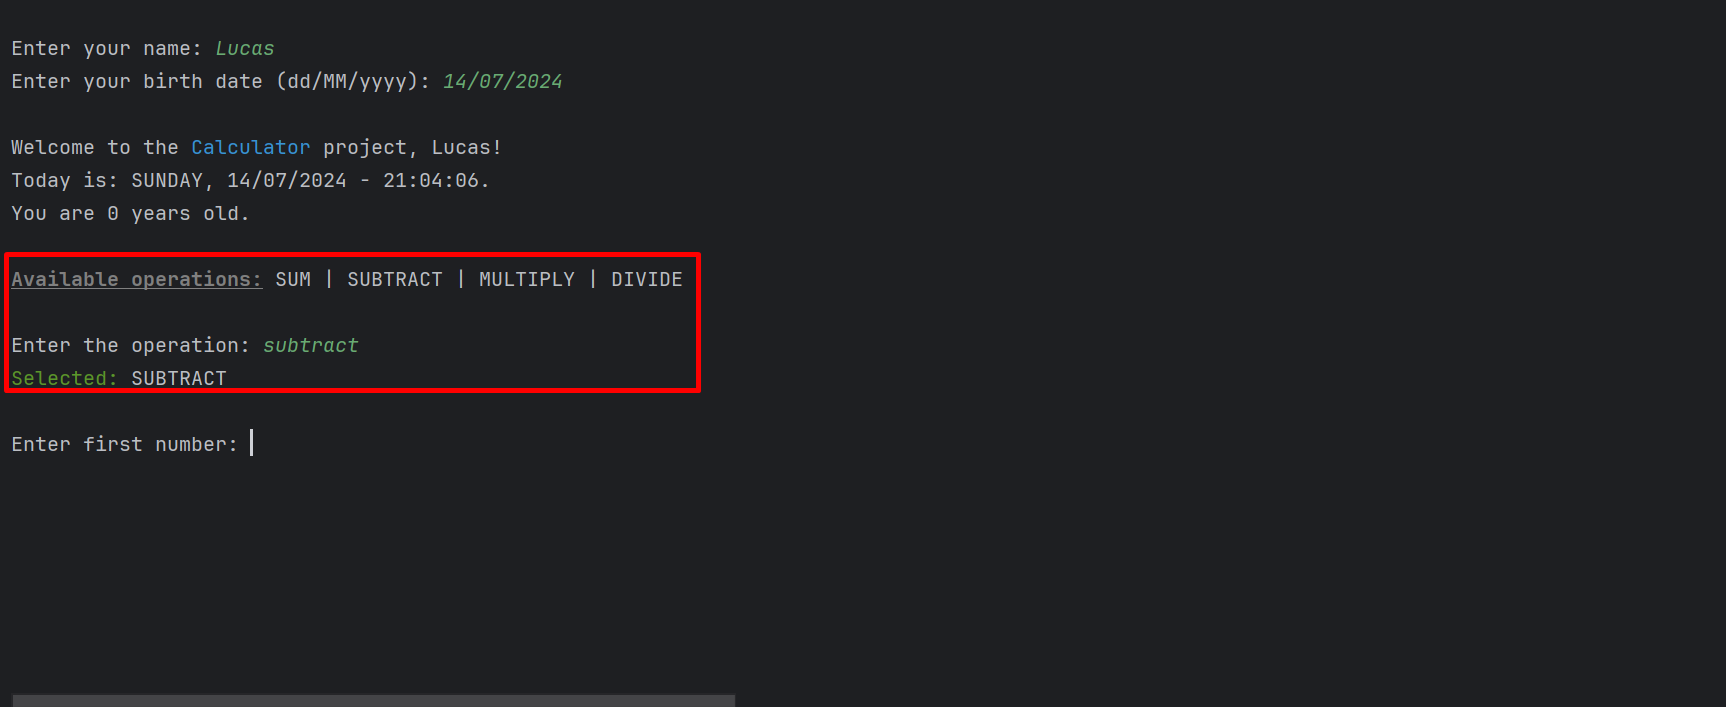 Enter your name: Lucas
Enter your birth date (dd/MM/yyyy): 14/07/2024
Welcome to the Calculator project, Lucas!
Today is: SUNDAY, 14/07/2024 - 21:04:06.
You are 0 years old.
Available operations: SUM | SUBTRACT | MULTIPLY | DIVIDE
Enter the operation: subtract
Selected: SUBTRACT
Enter first number: